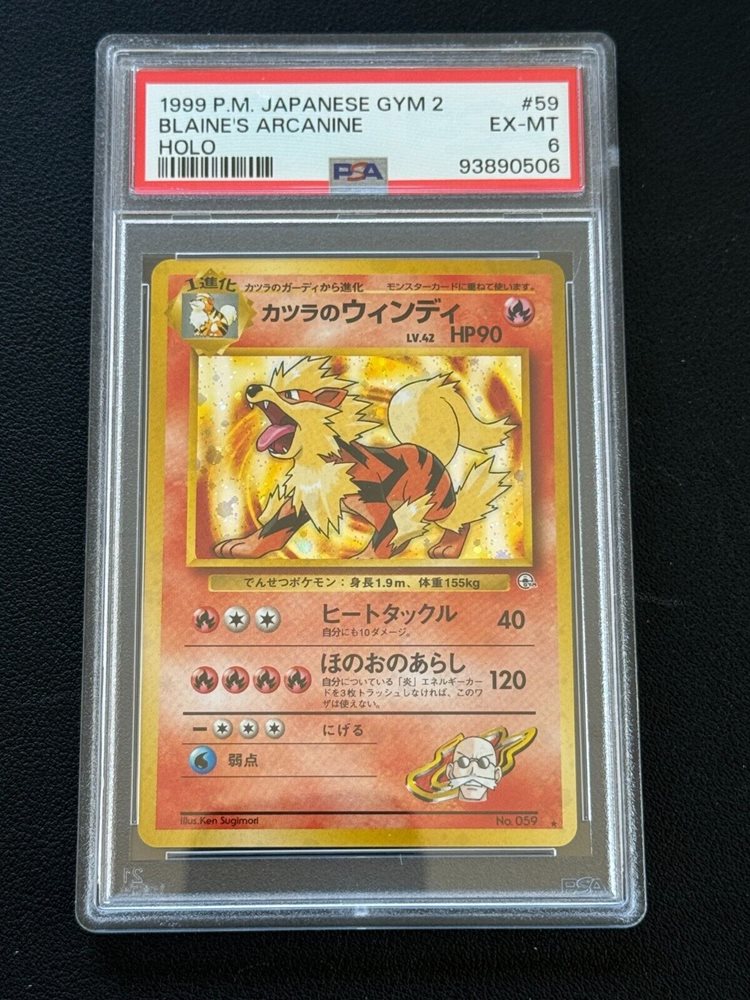 1999 P.M. JAPANESE GYM 2 #59
BLAINE'S ARCANINE EX-MT
HOLO 6
PSA 93890506
1進化 カツラのガーディから進化 モンスターカードに重ねて使います。
カツラのウィンディ
LV.42 HP90
でんせつポケモン：身長1.9m、体重155kg
ヒートタックル 40
自分にも10ダメージ。
ほのおのあらし 120
自分についている「炎」エネルギーカー
ドを3枚トラッシュしなければ、このワ
ザは使えない。
にげる
弱点
Illus.Ken Sugimori No.059 ★
PSA